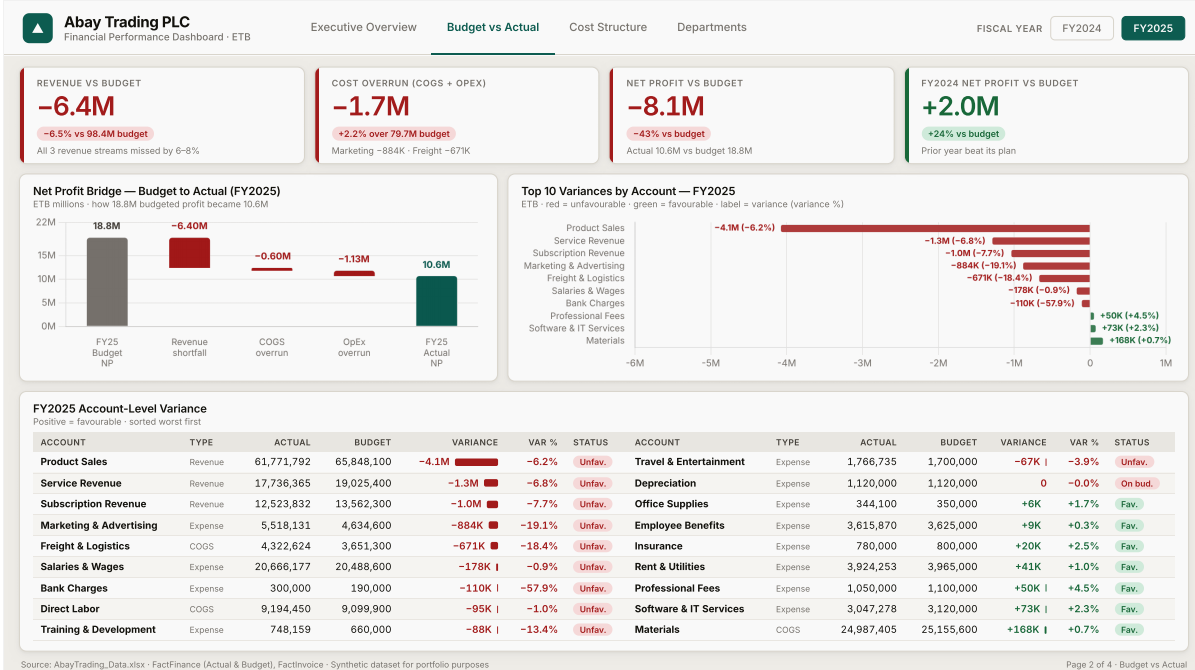 Abay Trading PLC
Financial Performance Dashboard · ETB
Executive Overview
Budget vs Actual
Cost Structure
Departments
FISCAL YEAR
FY2024
FY2025
REVENUE VS BUDGET
−6.4M
−6.5% vs 98.4M budget
All 3 revenue streams missed by 6–8%
COST OVERRUN (COGS + OPEX)
−1.7M
+2.2% over 79.7M budget
Marketing −884K · Freight −671K
NET PROFIT VS BUDGET
−8.1M
−43% vs budget
Actual 10.6M vs budget 18.8M
FY2024 NET PROFIT VS BUDGET
+2.0M
+24% vs budget
Prior year beat its plan
Net Profit Bridge — Budget to Actual (FY2025)
ETB millions · how 18.8M budgeted profit became 10.6M
22M
15M
10M
5M
0M
18.8M
−6.40M
−0.60M
−1.13M
10.6M
FY25
Budget
NP
Revenue
shortfall
COGS
overrun
OpEx
overrun
FY25
Actual
NP
Top 10 Variances by Account — FY2025
ETB · red = unfavourable · green = favourable · label = variance (variance %)
Product Sales −4.1M (−6.2%)
Service Revenue −1.3M (−6.8%)
Subscription Revenue −1.0M (−7.7%)
Marketing & Advertising −884K (−19.1%)
Freight & Logistics −671K (−18.4%)
Salaries & Wages −178K (−0.9%)
Bank Charges −110K (−57.9%)
Professional Fees +50K (+4.5%)
Software & IT Services +73K (+2.3%)
Materials +168K (+0.7%)
-6M -5M -4M -3M -2M -1M 0 1M
FY2025 Account-Level Variance
Positive = favourable · sorted worst first
ACCOUNT TYPE ACTUAL BUDGET VARIANCE VAR % STATUS ACCOUNT TYPE ACTUAL BUDGET VARIANCE VAR % STATUS
Product Sales Revenue 61,771,792 65,848,100 −4.1M −6.2% Unfav. Travel & Entertainment Expense 1,766,735 1,700,000 −67K −3.9% Unfav.
Service Revenue Revenue 17,736,365 19,025,400 −1.3M −6.8% Unfav. Depreciation Expense 1,120,000 1,120,000 0 −0.0% On bud.
Subscription Revenue Revenue 12,523,832 13,562,300 −1.0M −7.7% Unfav. Office Supplies Expense 344,100 350,000 +6K +1.7% Fav.
Marketing & Advertising Expense 5,518,131 4,634,600 −884K −19.1% Unfav. Employee Benefits Expense 3,615,870 3,625,000 +9K +0.3% Fav.
Freight & Logistics COGS 4,322,624 3,651,300 −671K −18.4% Unfav. Insurance Expense 780,000 800,000 +20K +2.5% Fav.
Salaries & Wages Expense 20,666,177 20,488,600 −178K −0.9% Unfav. Rent & Utilities Expense 3,924,253 3,965,000 +41K +1.0% Fav.
Bank Charges Expense 300,000 190,000 −110K −57.9% Unfav. Professional Fees Expense 1,050,000 1,100,000 +50K +4.5% Fav.
Direct Labor COGS 9,194,450 9,099,900 −95K −1.0% Unfav. Software & IT Services Expense 3,047,278 3,120,000 +73K +2.3% Fav.
Training & Development Expense 748,159 660,000 −88K −13.4% Unfav. Materials COGS 24,987,405 25,155,600 +168K +0.7% Fav.
Source: AbayTrading_Data.xlsx · FactFinance (Actual & Budget), FactInvoice · Synthetic dataset for portfolio purposes
Page 2 of 4 · Budget vs Actual